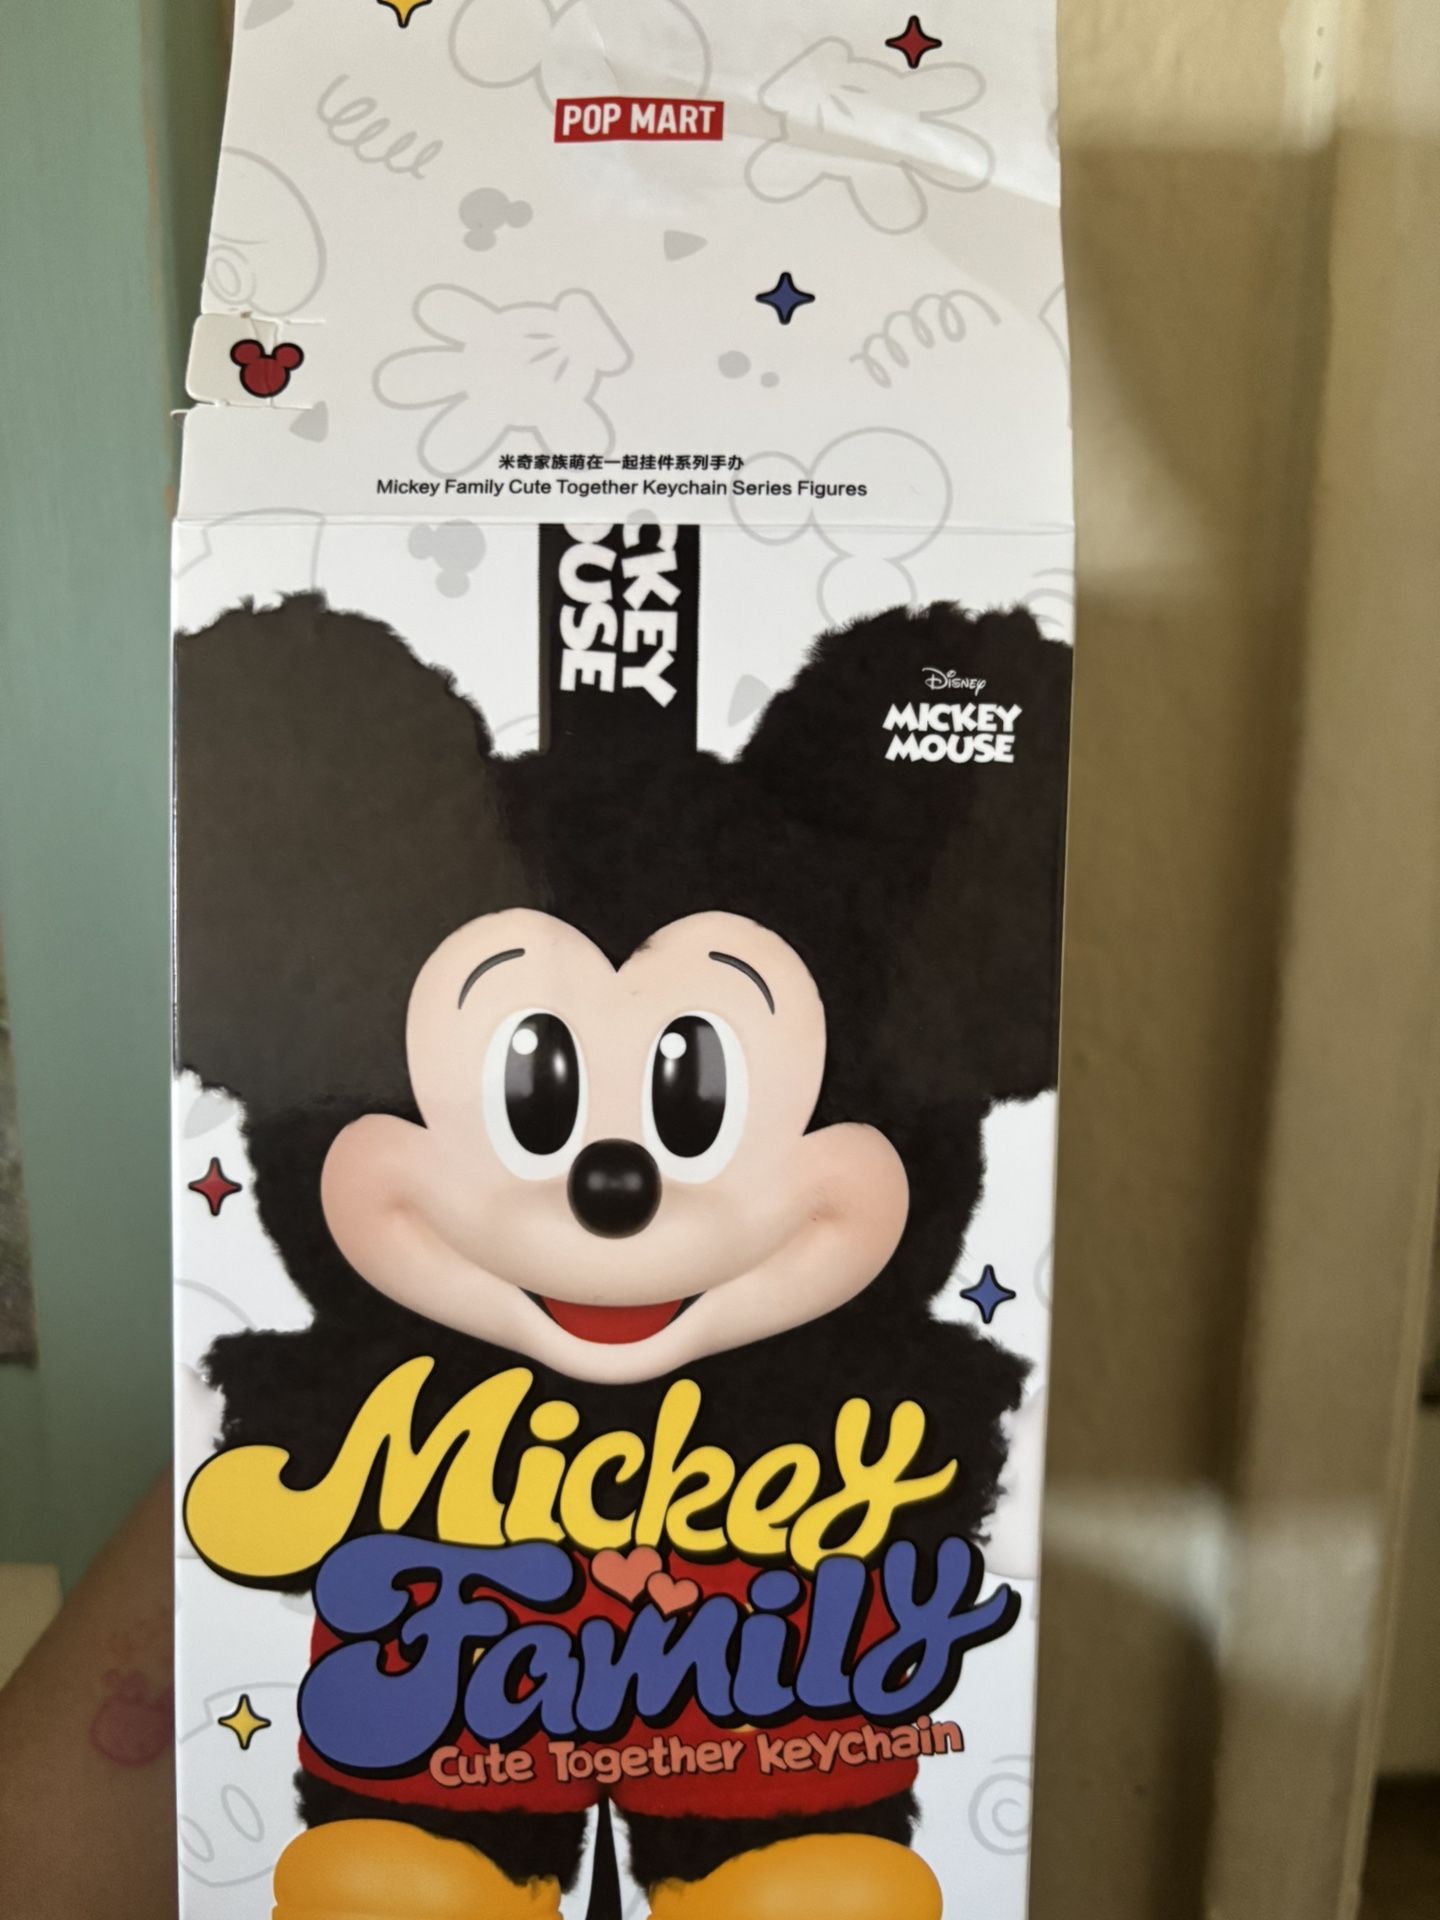 POP MART
米奇家族萌在一起挂件系列手办
Mickey Family Cute Together Keychain Series Figures
CKEY
OUSE
Disney
MICKEY
MOUSE
Mickey
Family
Cute Together keychain